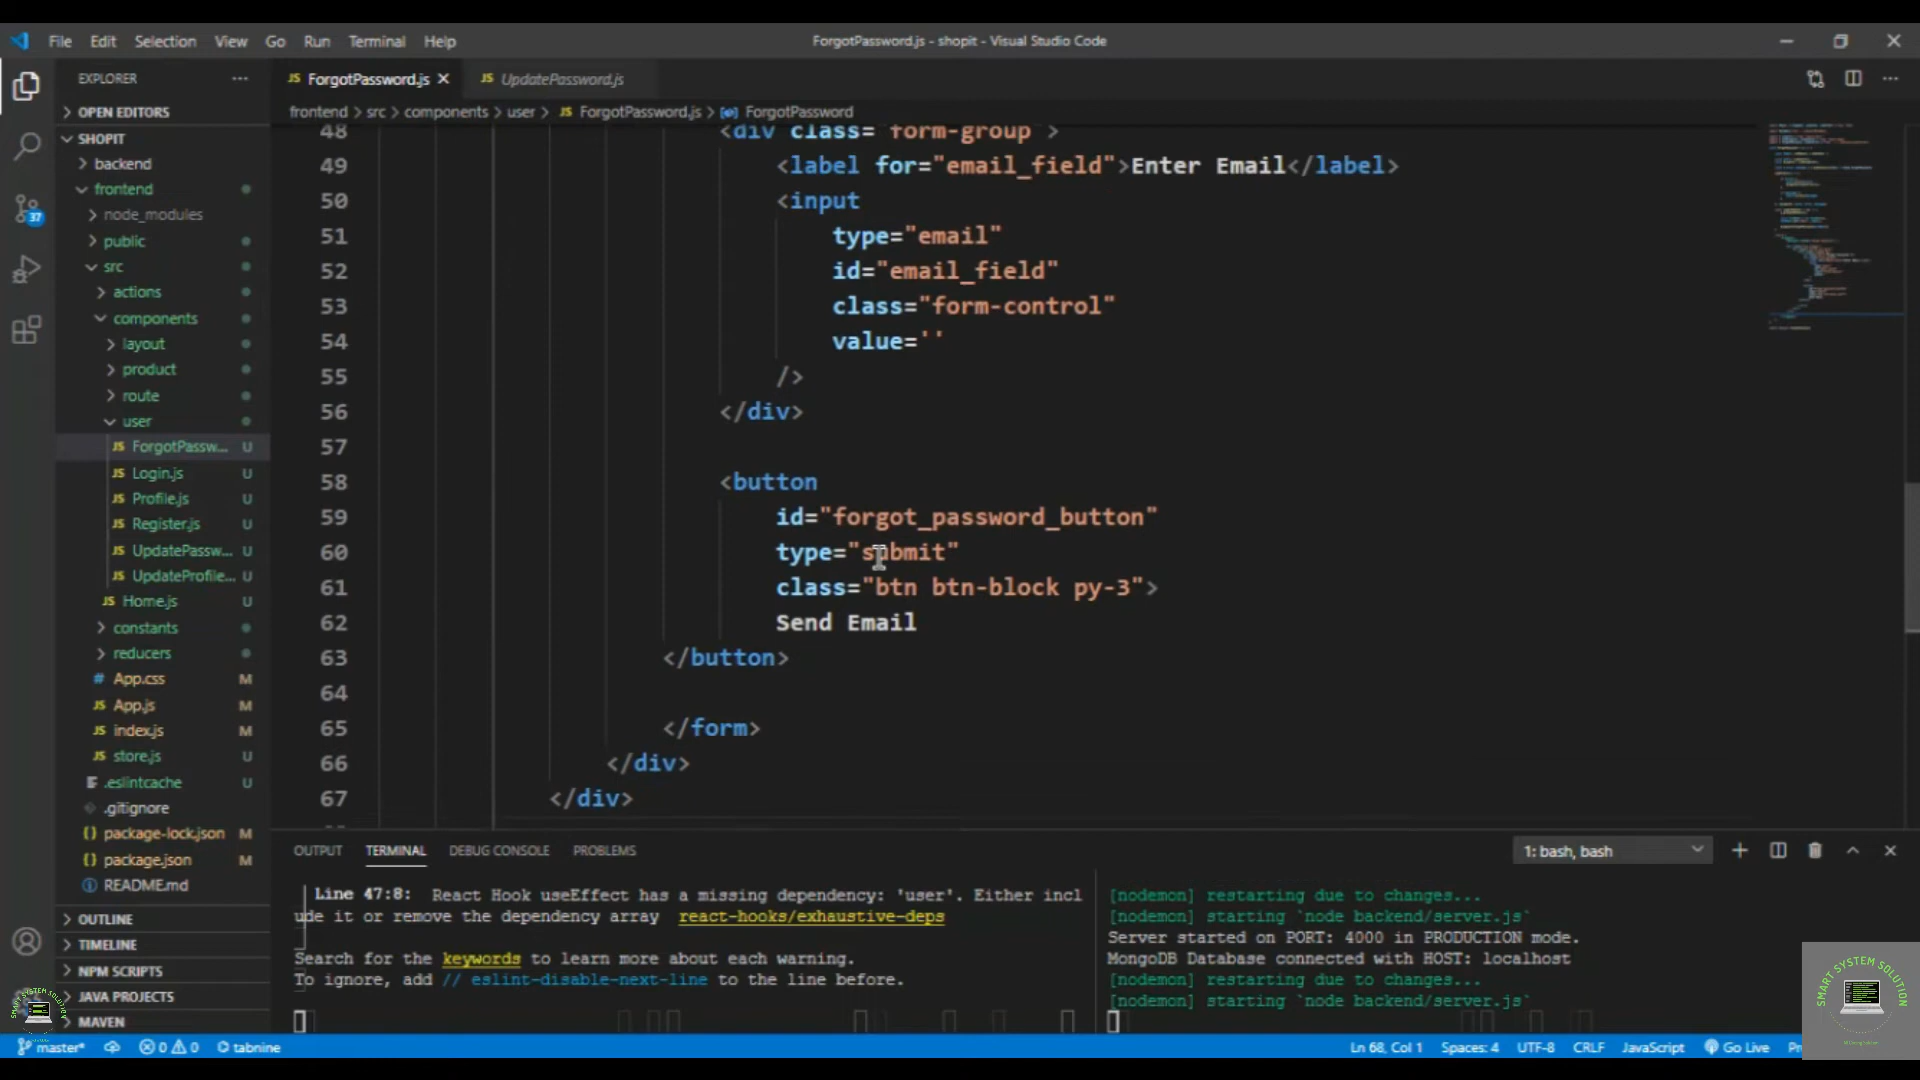 File Edit Selection View Go Run Terminal Help
ForgotPassword.js - shopit - Visual Studio Code
EXPLORER
OPEN EDITORS
SHOPIT
backend
frontend
node_modules
public
src
actions
components
layout
product
route
user
JS ForgotPassw... U
JS Login.js U
JS Profile.js U
JS Register.js U
JS UpdatePassw... U
JS UpdateProfile... U
JS Home.js U
constants
reducers
# App.css M
JS App.js M
JS index.js M
JS store.js U
.eslintcache U
.gitignore
{} package-lock.json M
{} package.json M
README.md
OUTLINE
TIMELINE
NPM SCRIPTS
JAVA PROJECTS
MAVEN
37
JS ForgotPassword.js JS UpdatePassword.js
frontend > src > components > user > JS ForgotPassword.js > ForgotPassword
48 <div class="form-group">
49 <label for="email_field">Enter Email</label>
50 <input
51 type="email"
52 id="email_field"
53 class="form-control"
54 value=''
55 />
56 </div>
57
58 <button
59 id="forgot_password_button"
60 type="submit"
61 class="btn btn-block py-3">
62 Send Email
63 </button>
64
65 </form>
66 </div>
67 </div>
OUTPUT TERMINAL DEBUG CONSOLE PROBLEMS
1: bash, bash
Line 47:8: React Hook useEffect has a missing dependency: 'user'. Either incl
ude it or remove the dependency array react-hooks/exhaustive-deps
Search for the keywords to learn more about each warning.
To ignore, add // eslint-disable-next-line to the line before.
[nodemon] restarting due to changes...
[nodemon] starting `node backend/server.js`
Server started on PORT: 4000 in PRODUCTION mode.
MongoDB Database connected with HOST: localhost
[nodemon] restarting due to changes...
[nodemon] starting `node backend/server.js`
master* 0 0 tabnine
Ln 68, Col 1 Spaces: 4 UTF-8 CRLF JavaScript Go Live
SMART SYSTEM SOLUTION